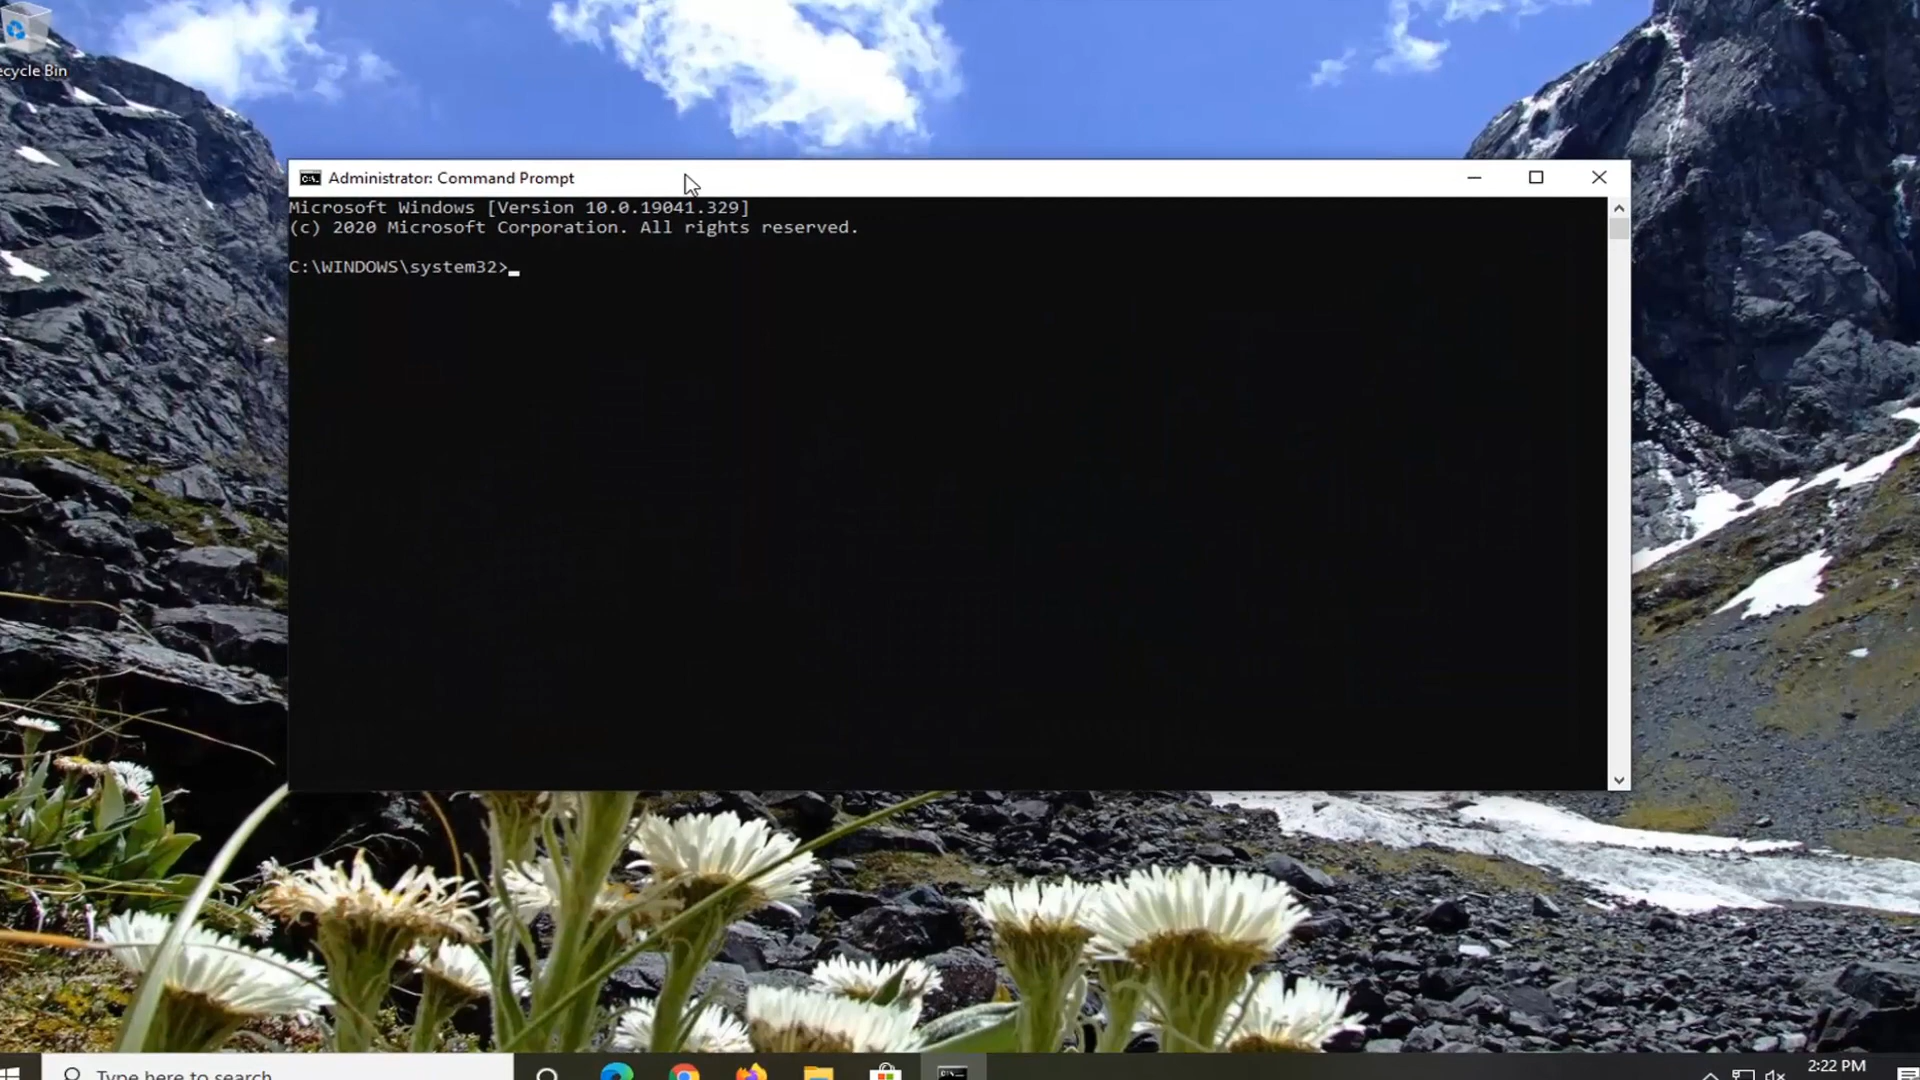 ecycle Bin
Administrator: Command Prompt
Microsoft Windows [Version 10.0.19041.329]
(c) 2020 Microsoft Corporation. All rights reserved.
C:\WINDOWS\system32>
Type here to search
2:22 PM